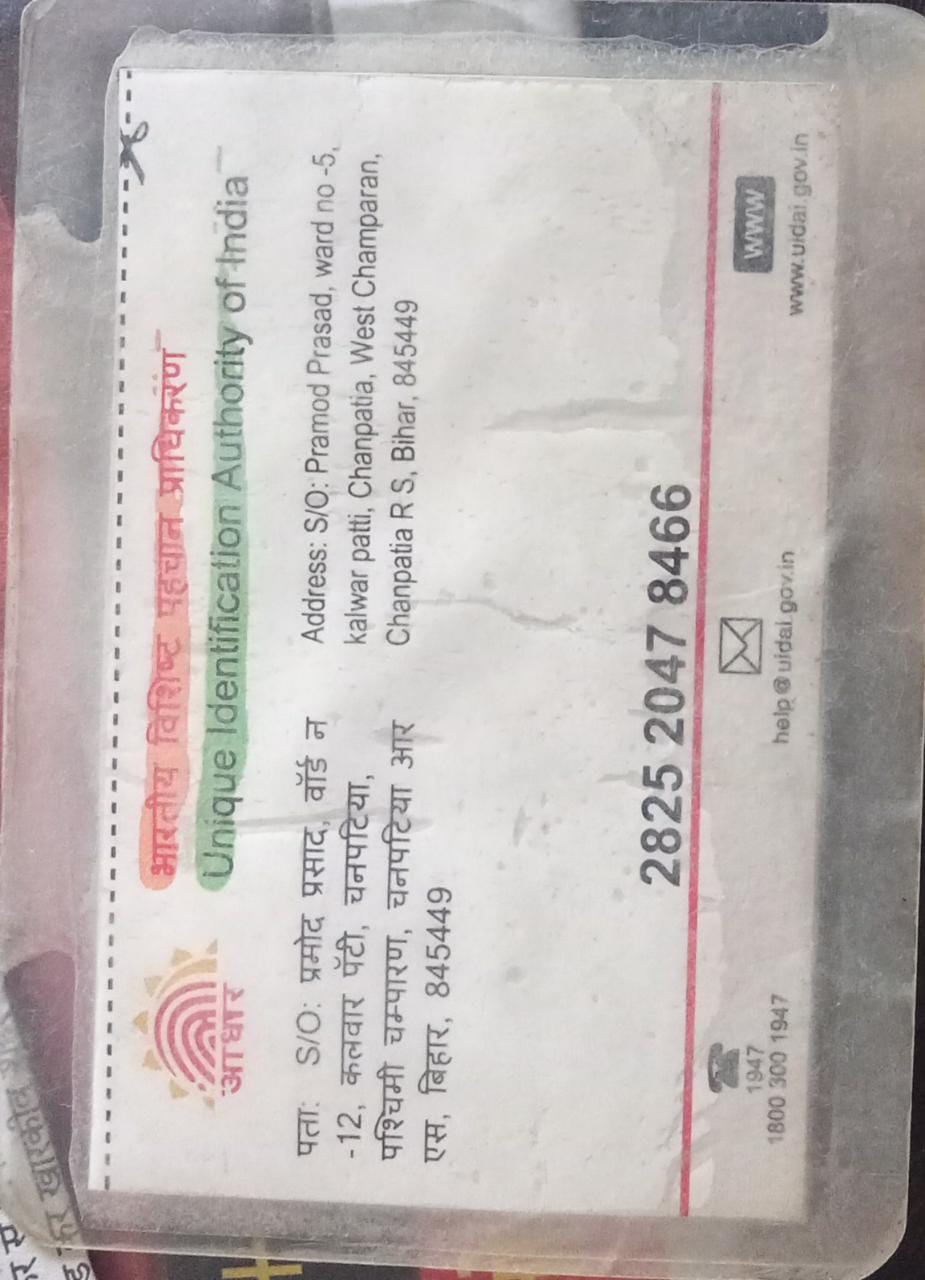 भारतीय विशिष्ट पहचान प्राधिकरण
Unique Identification Authority of India
आधार
पता: S/O: प्रमोद प्रसाद, वॉर्ड न
-12, कलवार पॅटी, चनपटिया,
पश्चिमी चम्पारण, चनपटिया आर
एस, बिहार, 845449
Address: S/O: Pramod Prasad, ward no -5,
kalwar patti, Chanpatia, West Champaran,
Chanpatia R S, Bihar, 845449
2825 2047 8466
1947
1800 300 1947
help@uidai.gov.in
WWW
www.uidai.gov.in